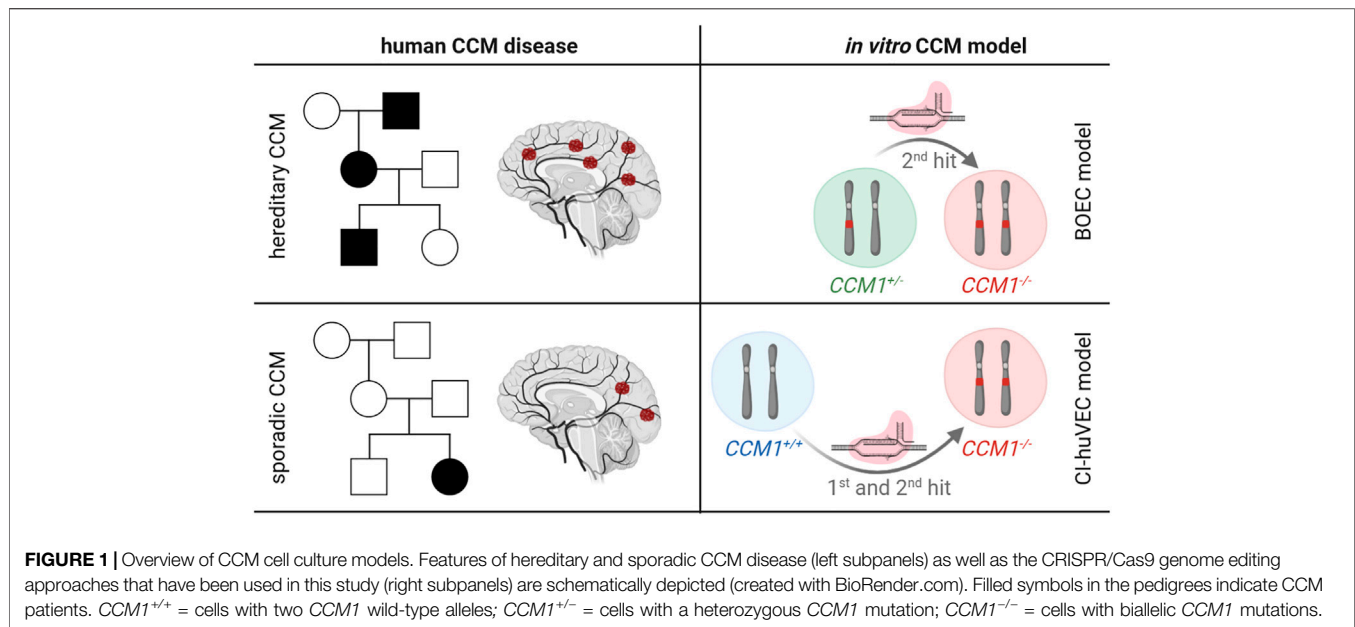 human CCM disease
in vitro CCM model
hereditary CCM
2nd hit
CCM1+/-
CCM1-/-
BOEC model
sporadic CCM
CCM1+/+
1st and 2nd hit
CCM1-/-
CI-huVEC model
FIGURE 1 | Overview of CCM cell culture models. Features of hereditary and sporadic CCM disease (left subpanels) as well as the CRISPR/Cas9 genome editing
approaches that have been used in this study (right subpanels) are schematically depicted (created with BioRender.com). Filled symbols in the pedigrees indicate CCM
patients. CCM1+/+ = cells with two CCM1 wild-type alleles; CCM1+/− = cells with a heterozygous CCM1 mutation; CCM1−/− = cells with biallelic CCM1 mutations.